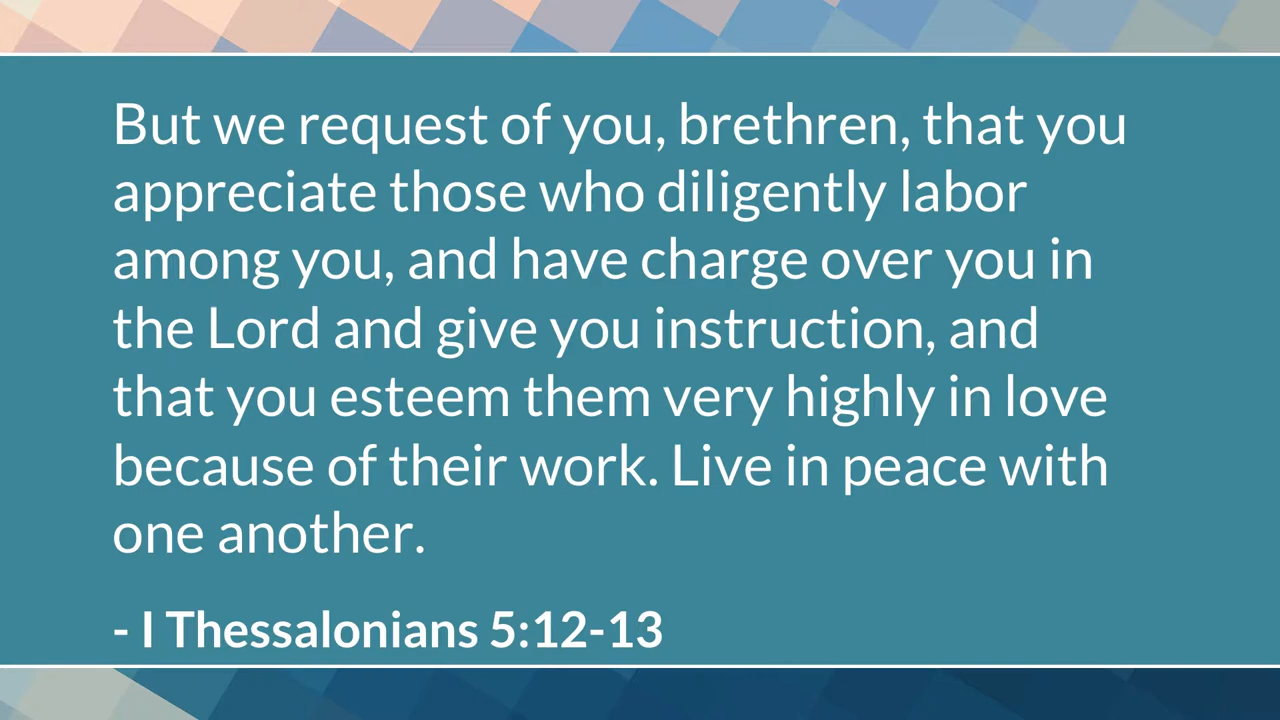 But we request of you, brethren, that you
appreciate those who diligently labor
among you, and have charge over you in
the Lord and give you instruction, and
that you esteem them very highly in love
because of their work. Live in peace with
one another.
- I Thessalonians 5:12-13